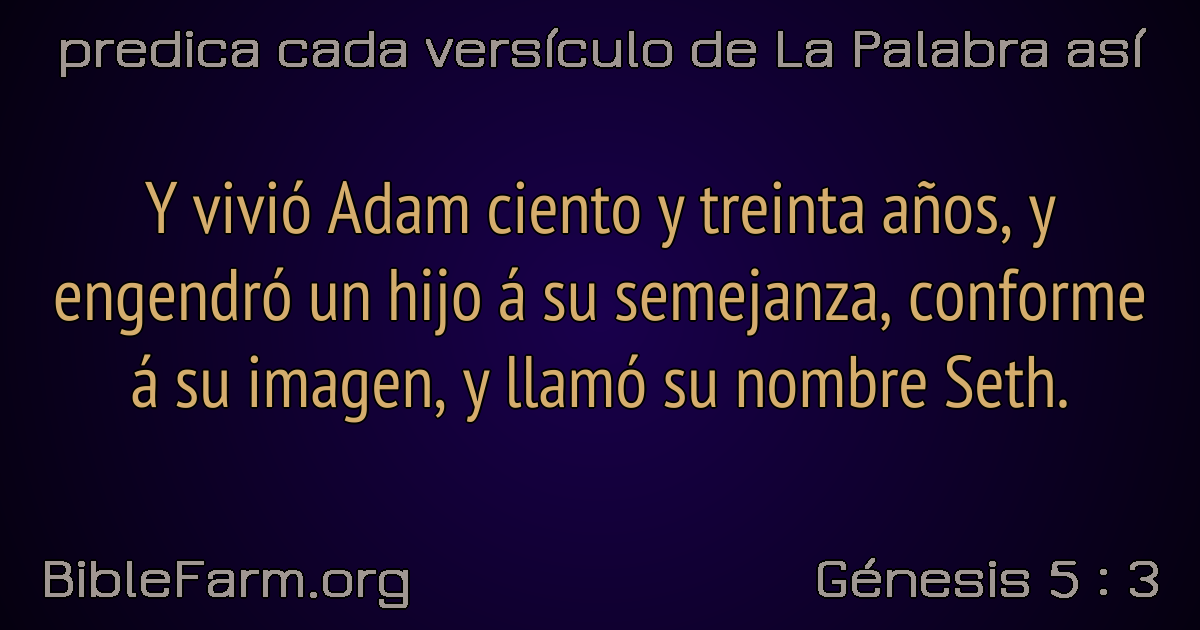 predica cada versículo de La Palabra así
Y vivió Adam ciento y treinta años, y
engendró un hijo á su semejanza, conforme
á su imagen, y llamó su nombre Seth.
BibleFarm.org
Génesis 5 : 3